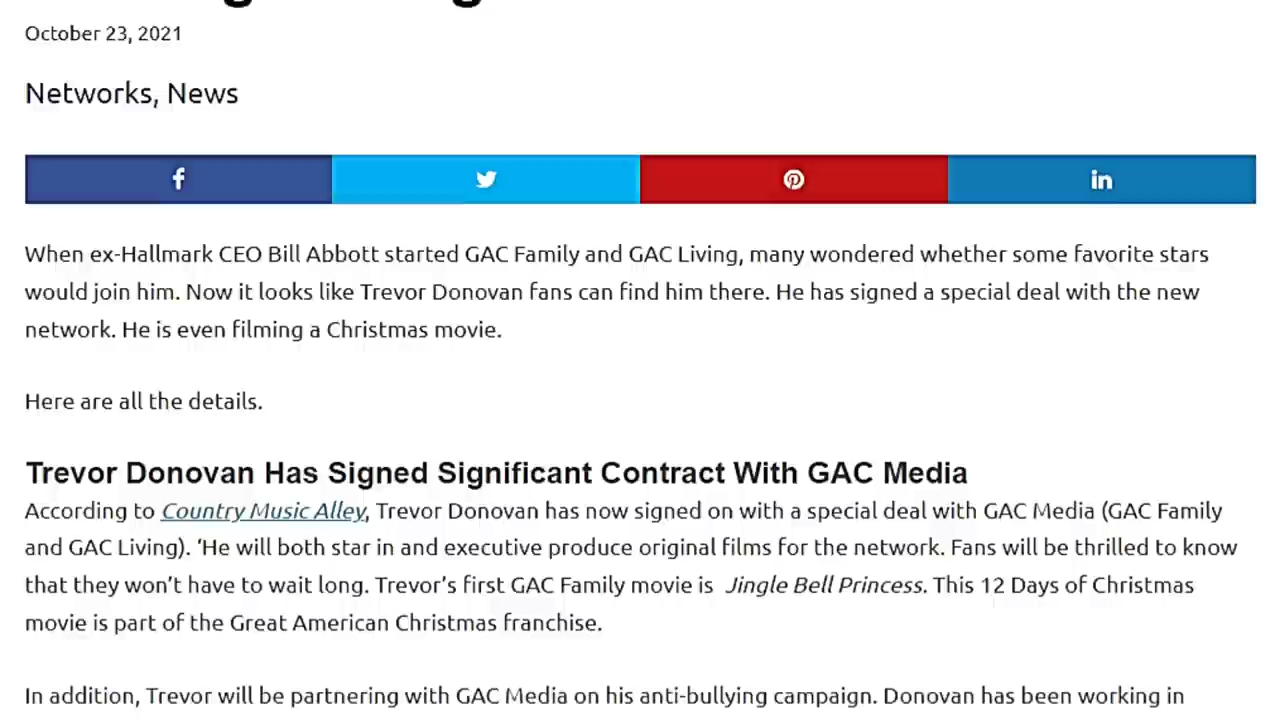 October 23, 2021
Networks, News
When ex-Hallmark CEO Bill Abbott started GAC Family and GAC Living, many wondered whether some favorite stars
would join him. Now it looks like Trevor Donovan fans can find him there. He has signed a special deal with the new
network. He is even filming a Christmas movie.
Here are all the details.
Trevor Donovan Has Signed Significant Contract With GAC Media
According to Country Music Alley, Trevor Donovan has now signed on with a special deal with GAC Media (GAC Family
and GAC Living). ‘He will both star in and executive produce original films for the network. Fans will be thrilled to know
that they won’t have to wait long. Trevor’s first GAC Family movie is Jingle Bell Princess. This 12 Days of Christmas
movie is part of the Great American Christmas franchise.
In addition, Trevor will be partnering with GAC Media on his anti-bullying campaign. Donovan has been working in